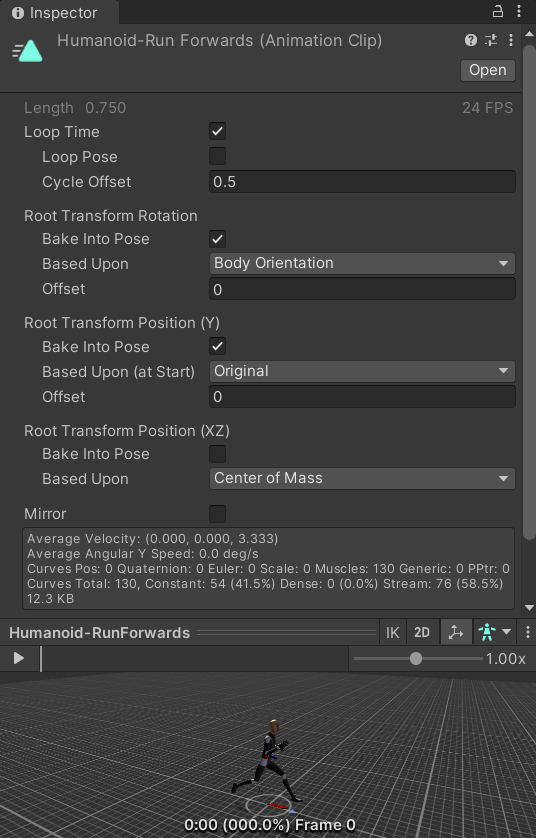 Inspector
Humanoid-Run Forwards (Animation Clip)
Open
Length 0.750 24 FPS
Loop Time
Loop Pose
Cycle Offset 0.5
Root Transform Rotation
Bake Into Pose
Based Upon Body Orientation
Offset 0
Root Transform Position (Y)
Bake Into Pose
Based Upon (at Start) Original
Offset 0
Root Transform Position (XZ)
Bake Into Pose
Based Upon Center of Mass
Mirror
Average Velocity: (0.000, 0.000, 3.333)
Average Angular Y Speed: 0.0 deg/s
Curves Pos: 0 Quaternion: 0 Euler: 0 Scale: 0 Muscles: 130 Generic: 0 PPtr: 0
Curves Total: 130, Constant: 54 (41.5%) Dense: 0 (0.0%) Stream: 76 (58.5%)
12.3 KB
Humanoid-RunForwards IK 2D
1.00x
0:00 (000.0%) Frame 0